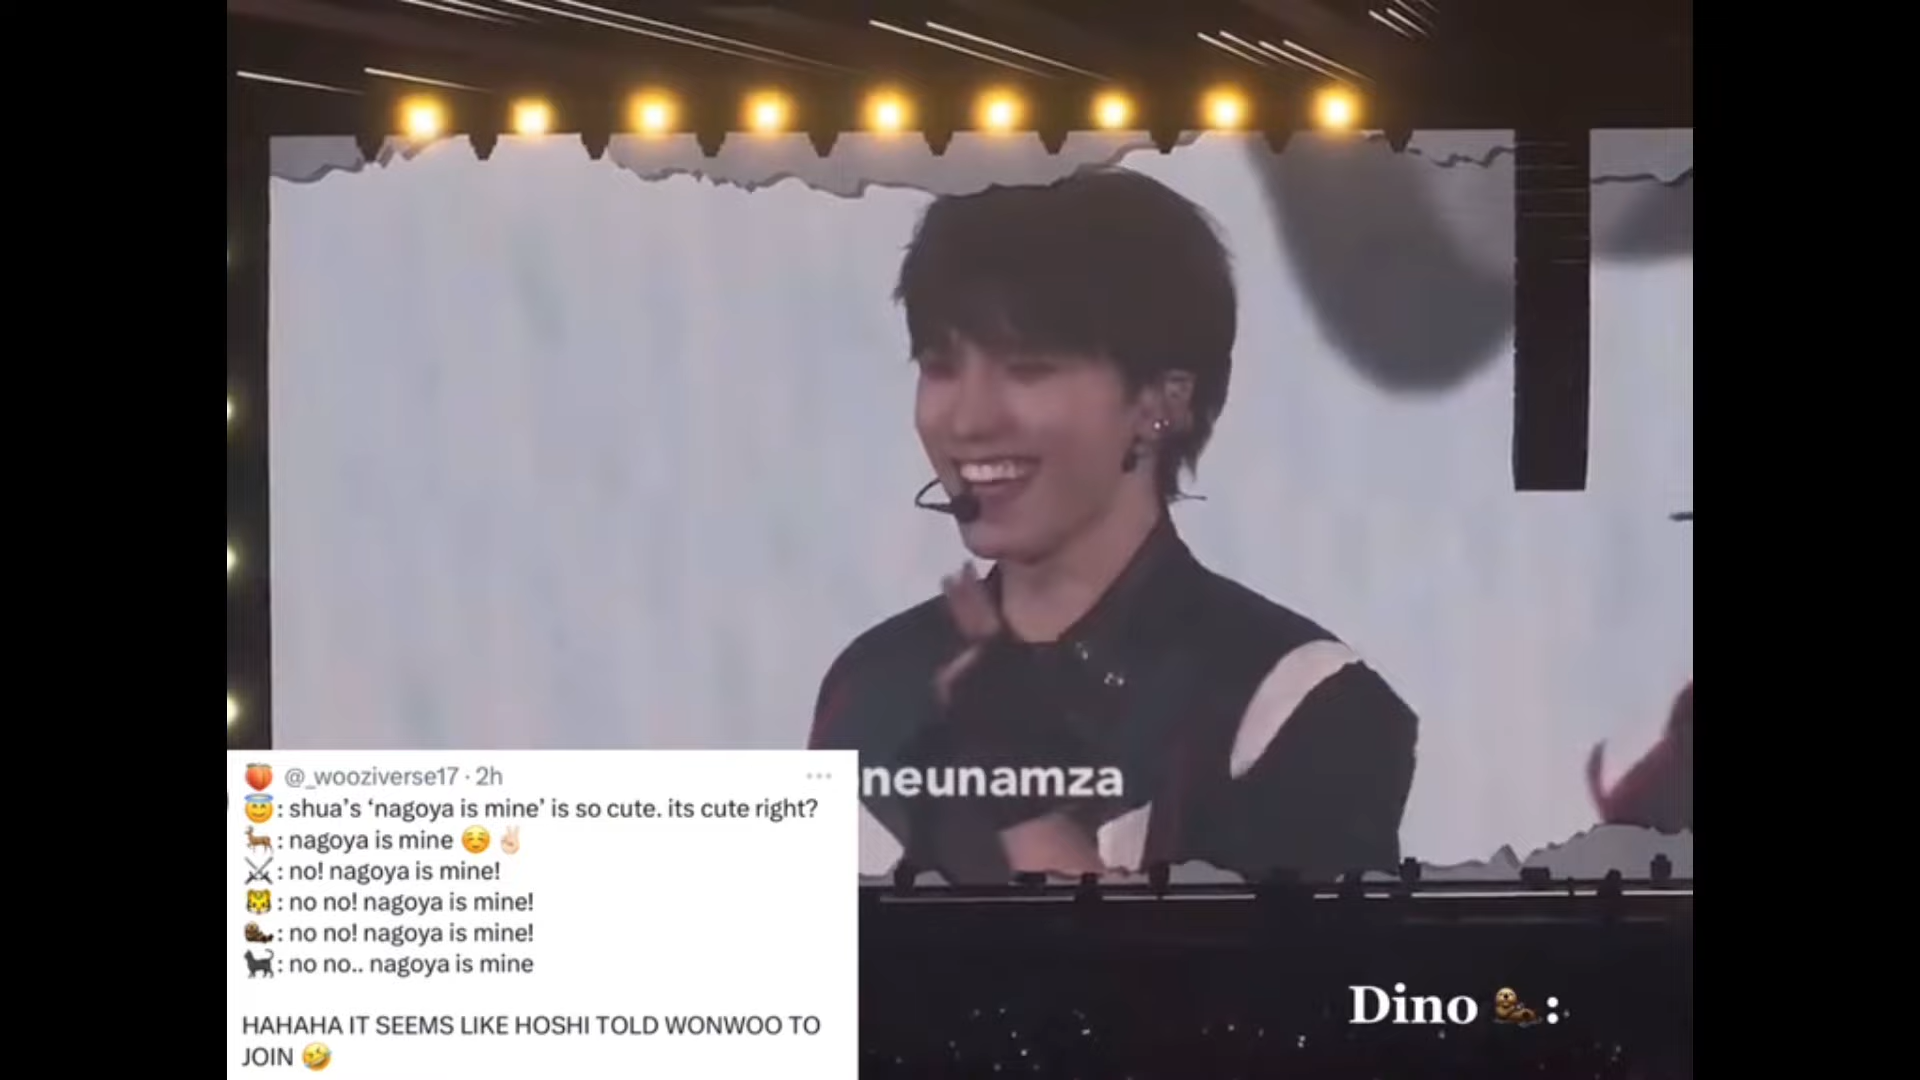 🍑 @_wooziverse17 · 2h ...
😇: shua's 'nagoya is mine' is so cute. its cute right?
🦌: nagoya is mine ☺️ ✌🏻
⚔️: no! nagoya is mine!
🐯: no no! nagoya is mine!
🦦: no no! nagoya is mine!
🐈‍⬛: no no.. nagoya is mine
HAHAHA IT SEEMS LIKE HOSHI TOLD WONWOO TO
JOIN 🤣
neunamza
Dino 🦦: